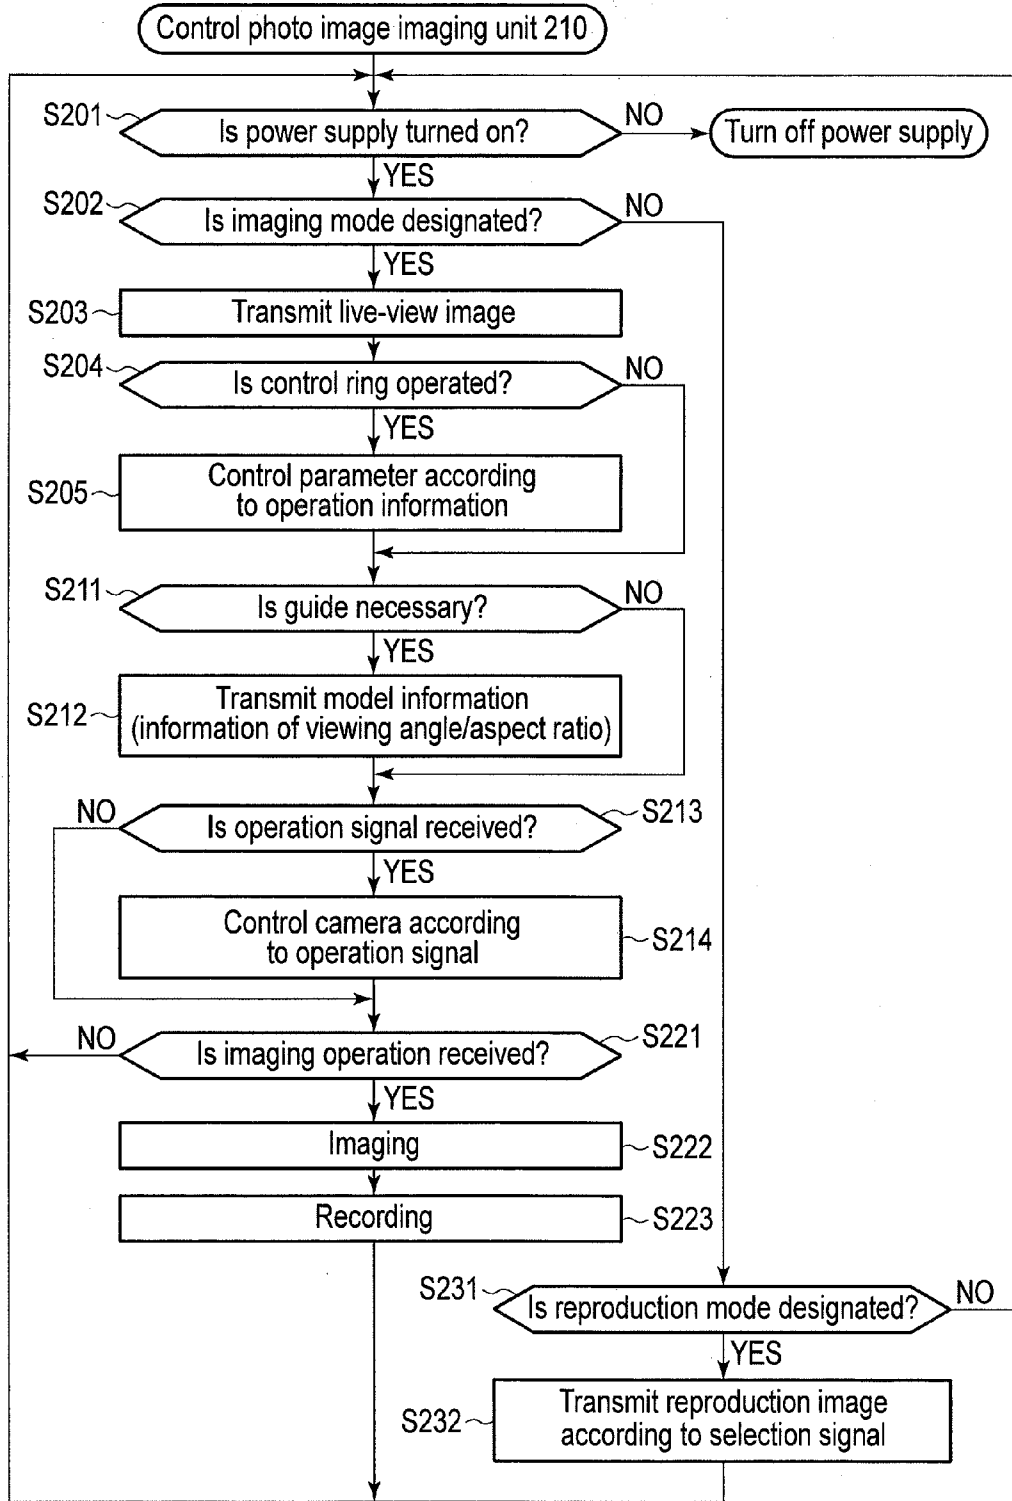 Control photo image imaging unit 210
S201
Is power supply turned on?
NO
Turn off power supply
YES
S202
Is imaging mode designated?
NO
YES
S203
Transmit live-view image
S204
Is control ring operated?
NO
YES
S205
Control parameter according
to operation information
S211
Is guide necessary?
NO
YES
S212
Transmit model information
(information of viewing angle/aspect ratio)
NO
Is operation signal received?
S213
YES
Control camera according
to operation signal
S214
NO
Is imaging operation received?
S221
YES
Imaging
S222
Recording
S223
S231
Is reproduction mode designated?
NO
YES
S232
Transmit reproduction image
according to selection signal